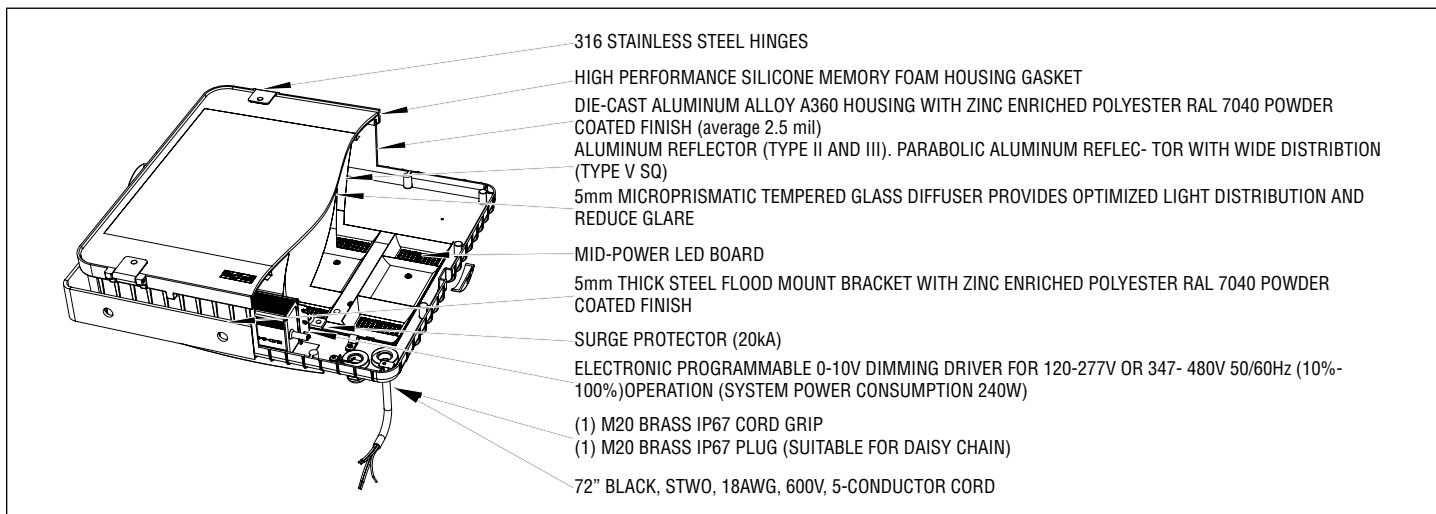 316 STAINLESS STEEL HINGES
HIGH PERFORMANCE SILICONE MEMORY FOAM HOUSING GASKET
DIE-CAST ALUMINUM ALLOY A360 HOUSING WITH ZINC ENRICHED POLYESTER RAL 7040 POWDER
COATED FINISH (average 2.5 mil)
ALUMINUM REFLECTOR (TYPE II AND III). PARABOLIC ALUMINUM REFLEC- TOR WITH WIDE DISTRIBTION
(TYPE V SQ)
5mm MICROPRISMATIC TEMPERED GLASS DIFFUSER PROVIDES OPTIMIZED LIGHT DISTRIBUTION AND
REDUCE GLARE
MID-POWER LED BOARD
5mm THICK STEEL FLOOD MOUNT BRACKET WITH ZINC ENRICHED POLYESTER RAL 7040 POWDER
COATED FINISH
SURGE PROTECTOR (20kA)
ELECTRONIC PROGRAMMABLE 0-10V DIMMING DRIVER FOR 120-277V OR 347- 480V 50/60Hz (10%-
100%)OPERATION (SYSTEM POWER CONSUMPTION 240W)
(1) M20 BRASS IP67 CORD GRIP
(1) M20 BRASS IP67 PLUG (SUITABLE FOR DAISY CHAIN)
72” BLACK, STWO, 18AWG, 600V, 5-CONDUCTOR CORD